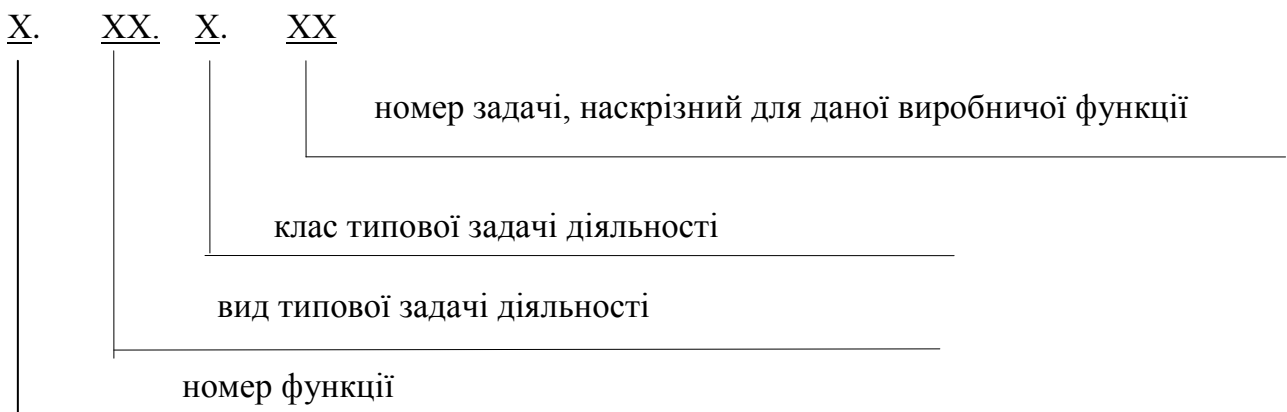 Х. ХХ. Х. ХХ
номер задачі, наскрізний для даної виробничої функції
клас типової задачі діяльності
вид типової задачі діяльності
номер функції